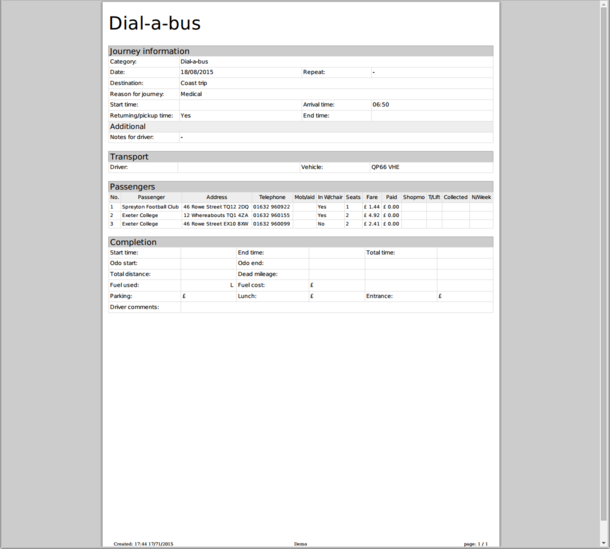 Dial-a-bus
Journey information
Category: Dial-a-bus
Date: 18/08/2015 Repeat: -
Destination: Coast trip
Reason for journey: Medical
Start time: Arrival time: 06:50
Returning/pickup time: Yes End time:
Additional
Notes for driver: -
Transport
Driver: Vehicle: QP66 VHE
Passengers
No. Passenger Address Telephone Mob/aid In W/chair Seats Fare Paid Shopmo T/Lift Collected N/Week
1 Spreyton Football Club 46 Rowe Street TQ12 2OQ 01632 960922 Yes 1 £ 1.44 £ 0.00
2 Exeter College 12 Whereabouts TQ1 4ZA 01632 960155 Yes 2 £ 4.92 £ 0.00
3 Exeter College 46 Rowe Street EX10 8XW 01632 960099 No 2 £ 2.41 £ 0.00
Completion
Start time: End time: Total time:
Odo start: Odo end:
Total distance: Dead mileage:
Fuel used: L Fuel cost: £
Parking: £ Lunch: £ Entrance: £
Driver comments:
Created: 17:44 17/71/2015 Demo page: 1 / 1